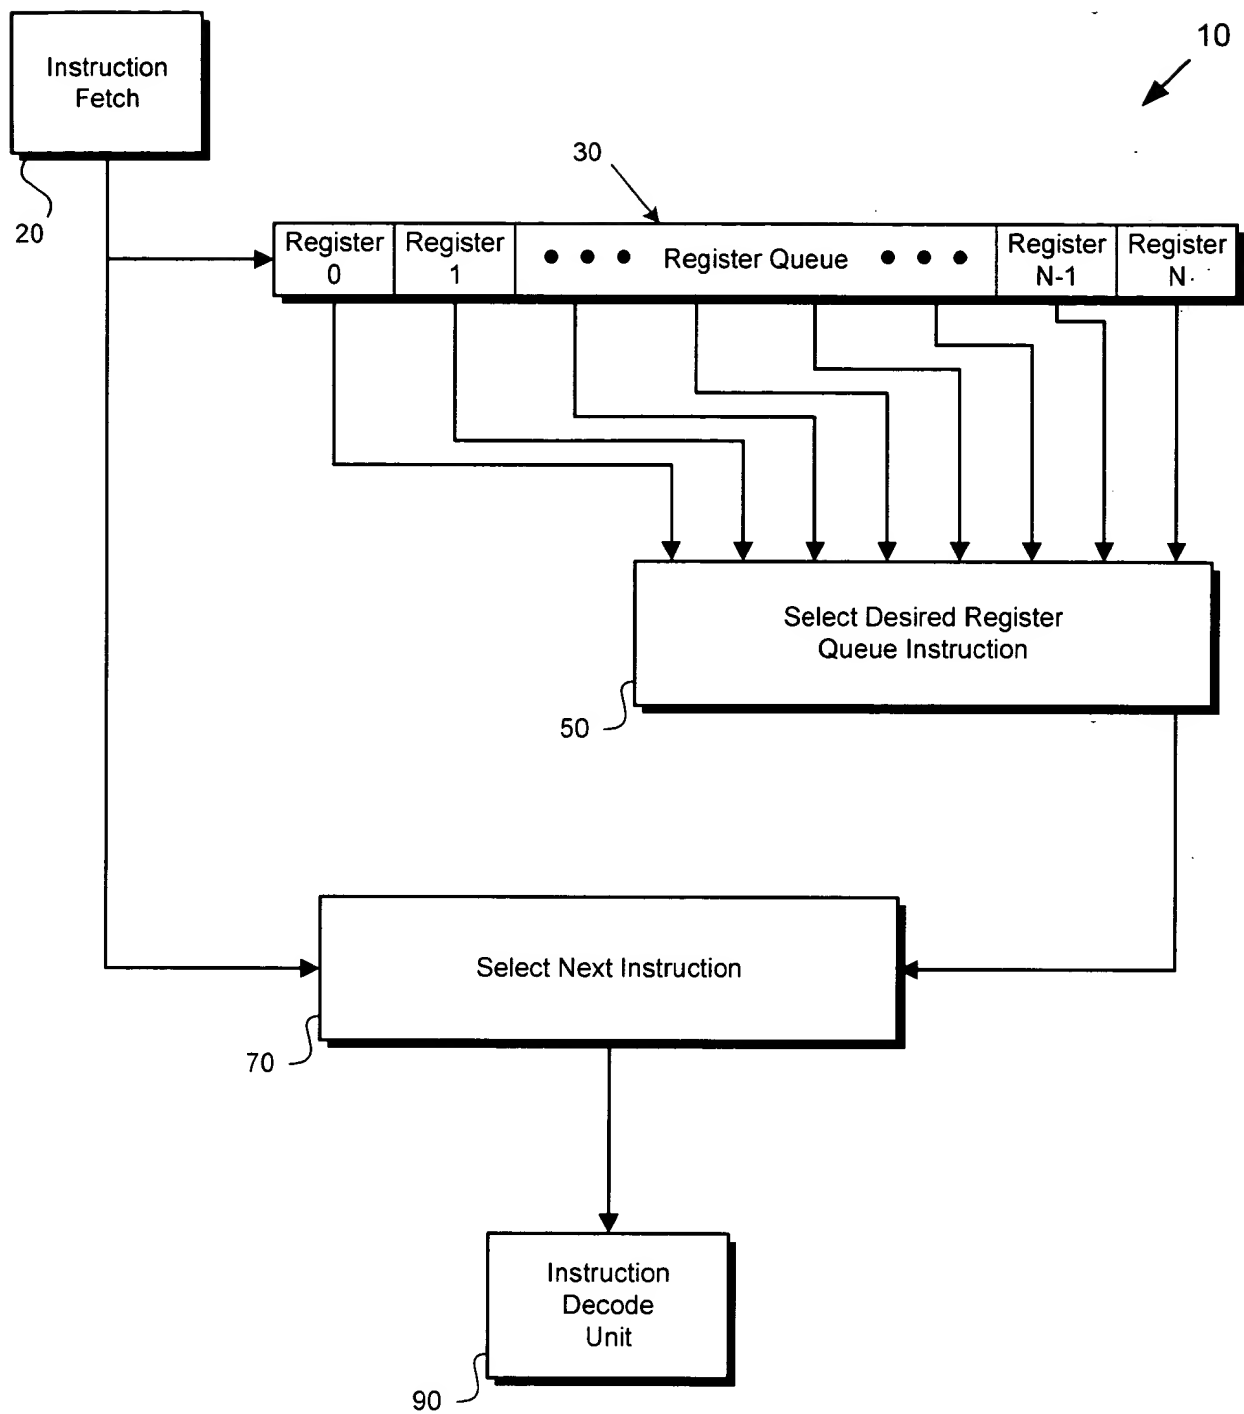 10
Instruction
Fetch
20
30
Register
0
Register
1
• • • Register Queue • • •
Register
N-1
Register
N
Select Desired Register
Queue Instruction
50
Select Next Instruction
70
Instruction
Decode
Unit
90